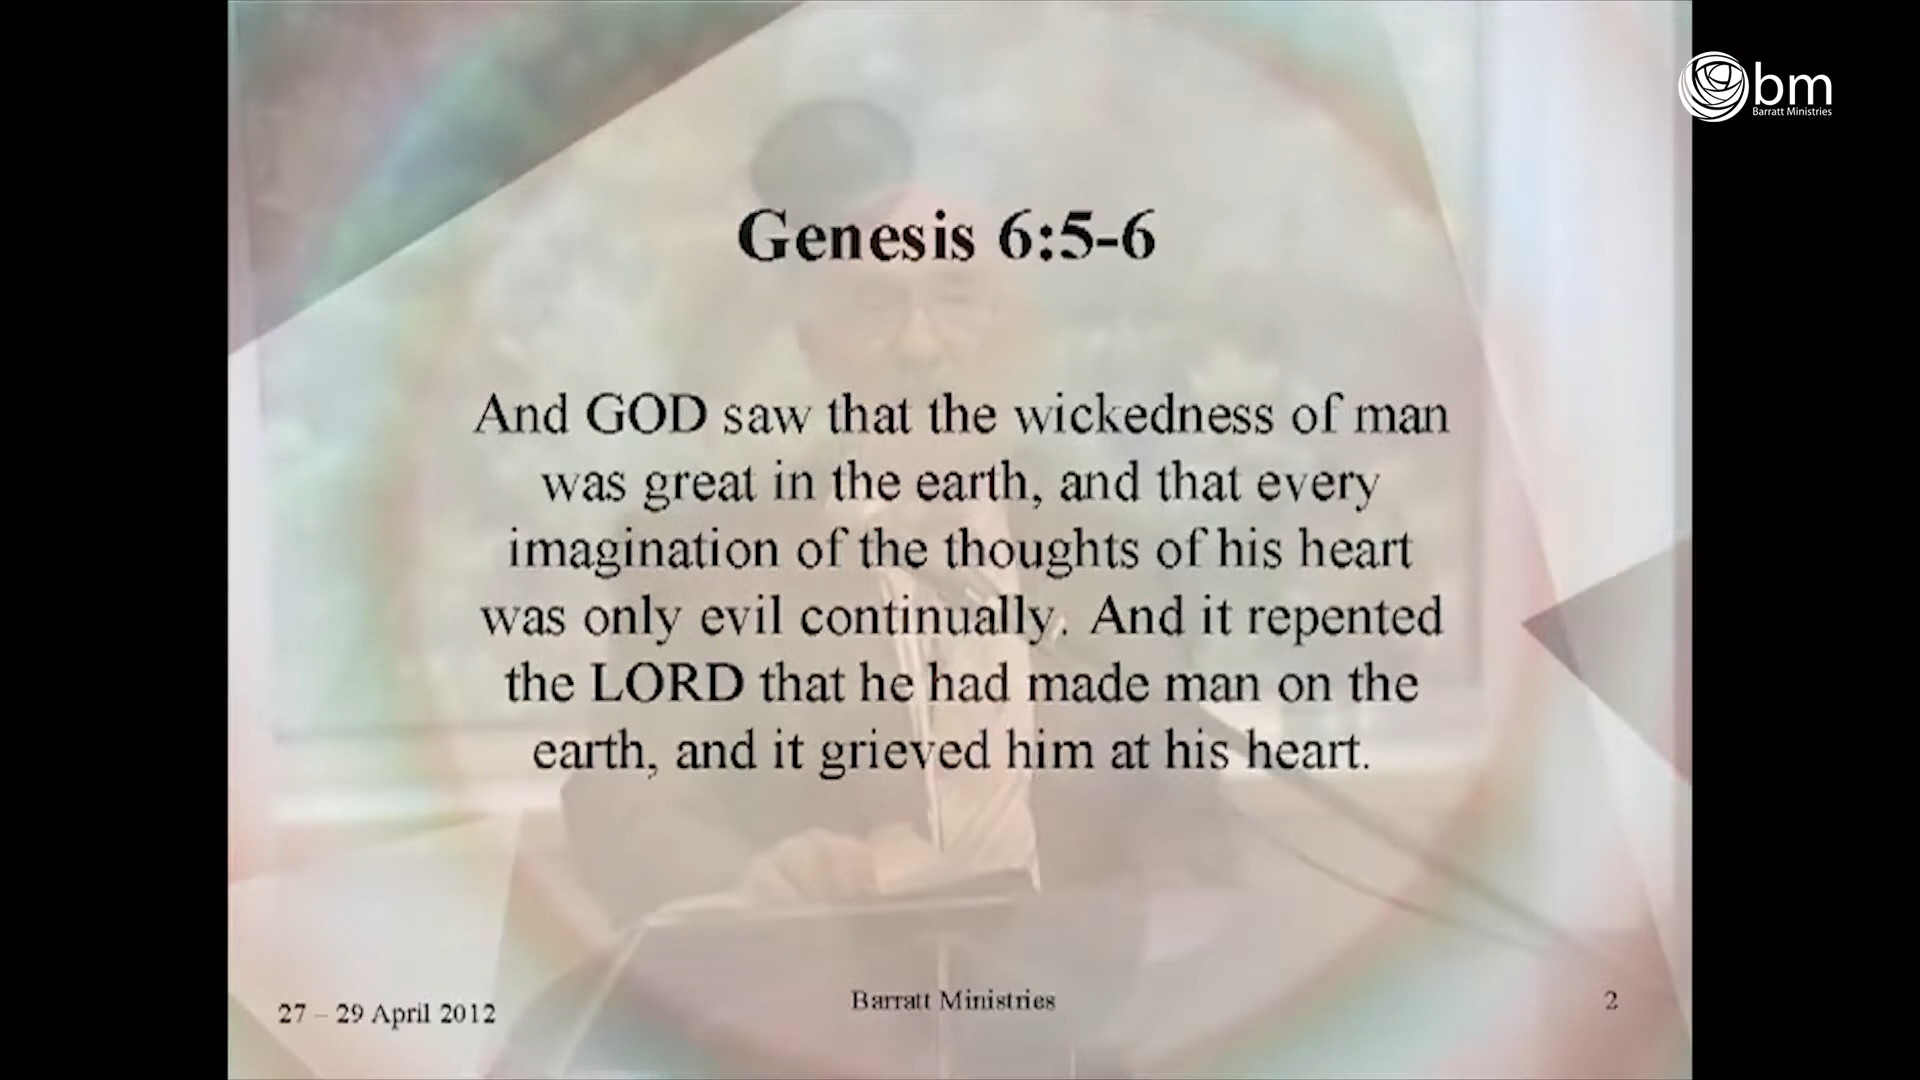 bm
Barratt Ministries
Genesis 6:5-6
And GOD saw that the wickedness of man
was great in the earth, and that every
imagination of the thoughts of his heart
was only evil continually. And it repented
the LORD that he had made man on the
earth, and it grieved him at his heart.
27 – 29 April 2012
Barratt Ministries
2